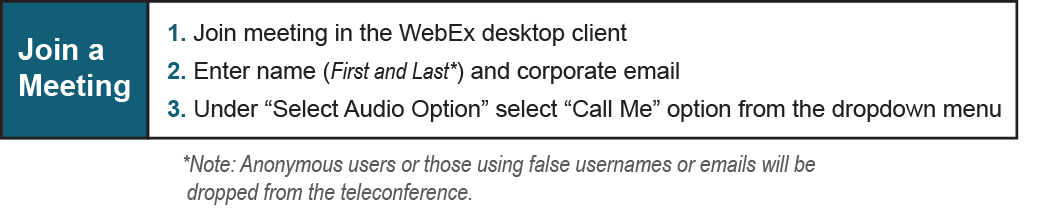 Join a
Meeting
1. Join meeting in the WebEx desktop client
2. Enter name (First and Last*) and corporate email
3. Under “Select Audio Option” select “Call Me” option from the dropdown menu
*Note: Anonymous users or those using false usernames or emails will be
dropped from the teleconference.